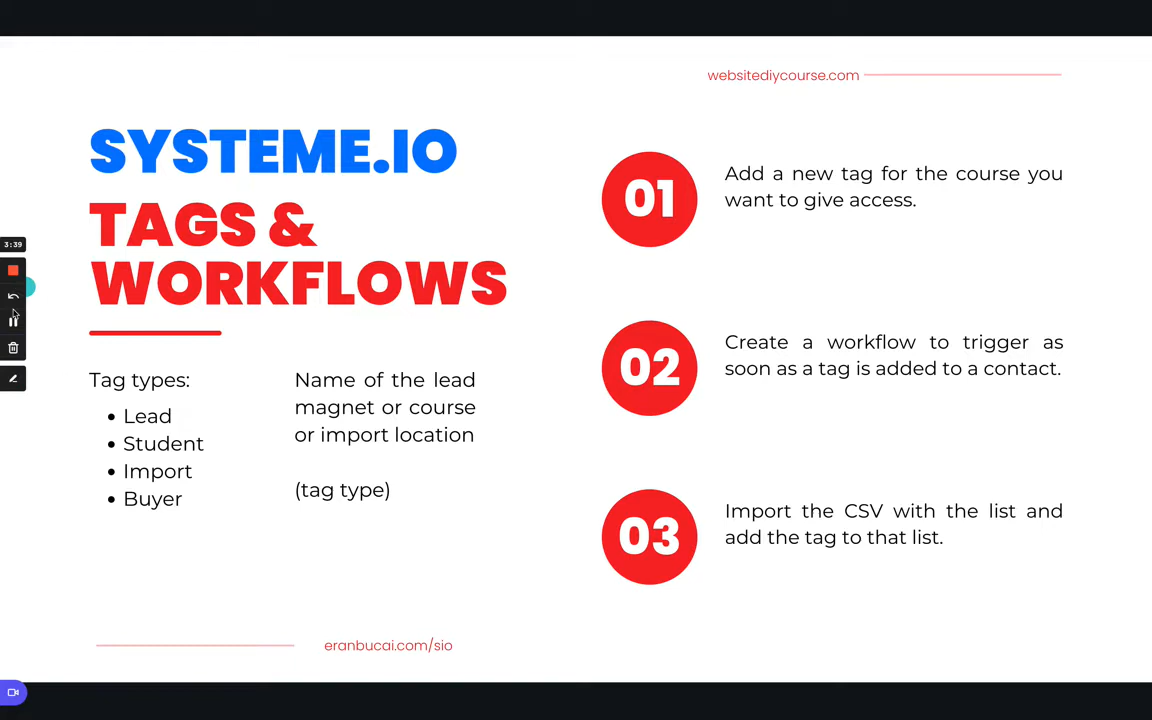 websitediycourse.com
SYSTEME.IO
TAGS &
WORKFLOWS
Tag types:
• Lead
• Student
• Import
• Buyer
Name of the lead
magnet or course
or import location
(tag type)
01
Add a new tag for the course you
want to give access.
02
Create a workflow to trigger as
soon as a tag is added to a contact.
03
Import the CSV with the list and
add the tag to that list.
eranbucai.com/sio
3:39